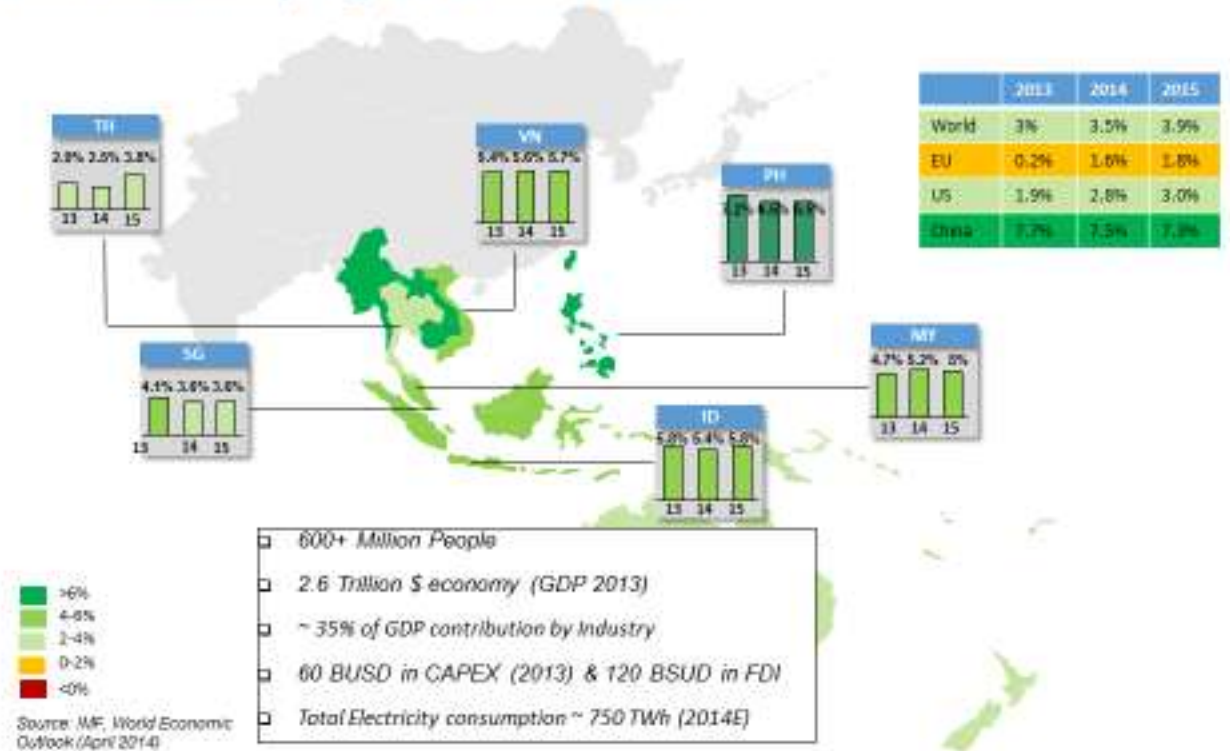 TH
2.9% 2.5% 3.8%
13 14 15
VN
5.4% 5.6% 5.7%
13 14 15
PH
13 14 15
2013 2014 2015
World 3% 3.5% 3.9%
EU 0.2% 1.6% 1.8%
US 1.9% 2.8% 3.0%
China 7.7% 7.5% 7.3%
SG
4.1% 3.6% 3.6%
13 14 15
MY
4.7% 5.2% 8%
13 14 15
ID
5.8% 5.4% 5.8%
13 14 15
600+ Million People
2.6 Trillion $ economy (GDP 2013)
~ 35% of GDP contribution by Industry
60 BUSD in CAPEX (2013) & 120 BSUD in FDI
Total Electricity consumption ~ 750 TWh (2014E)
>6%
4-6%
2-4%
0-2%
<0%
Source: IMF, World Economic
Outlook (April 2014)